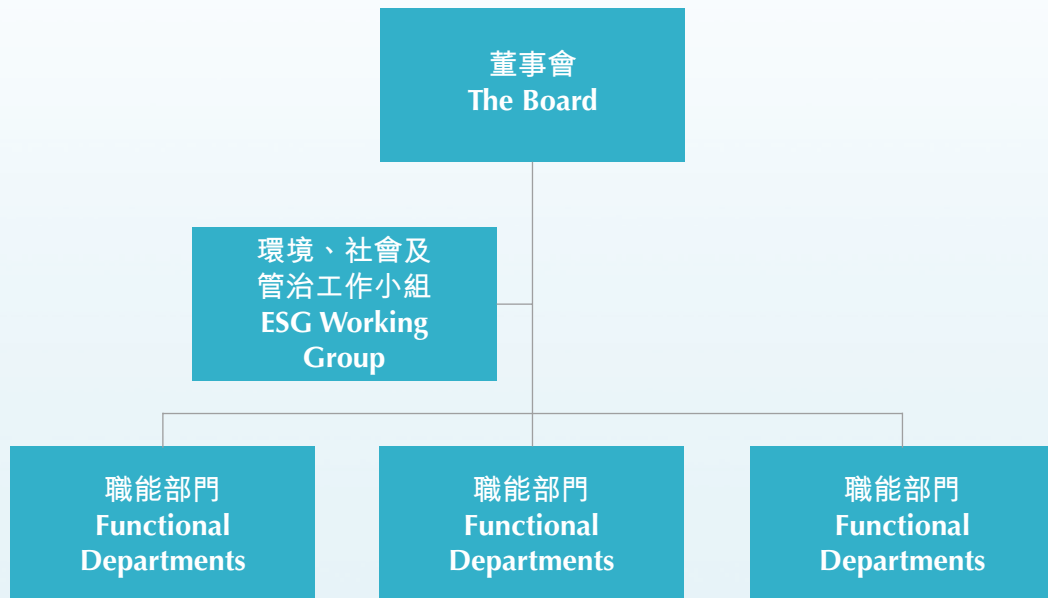 董事會
The Board
環境、社會及
管治工作小組
ESG Working
Group
職能部門
Functional
Departments
職能部門
Functional
Departments
職能部門
Functional
Departments